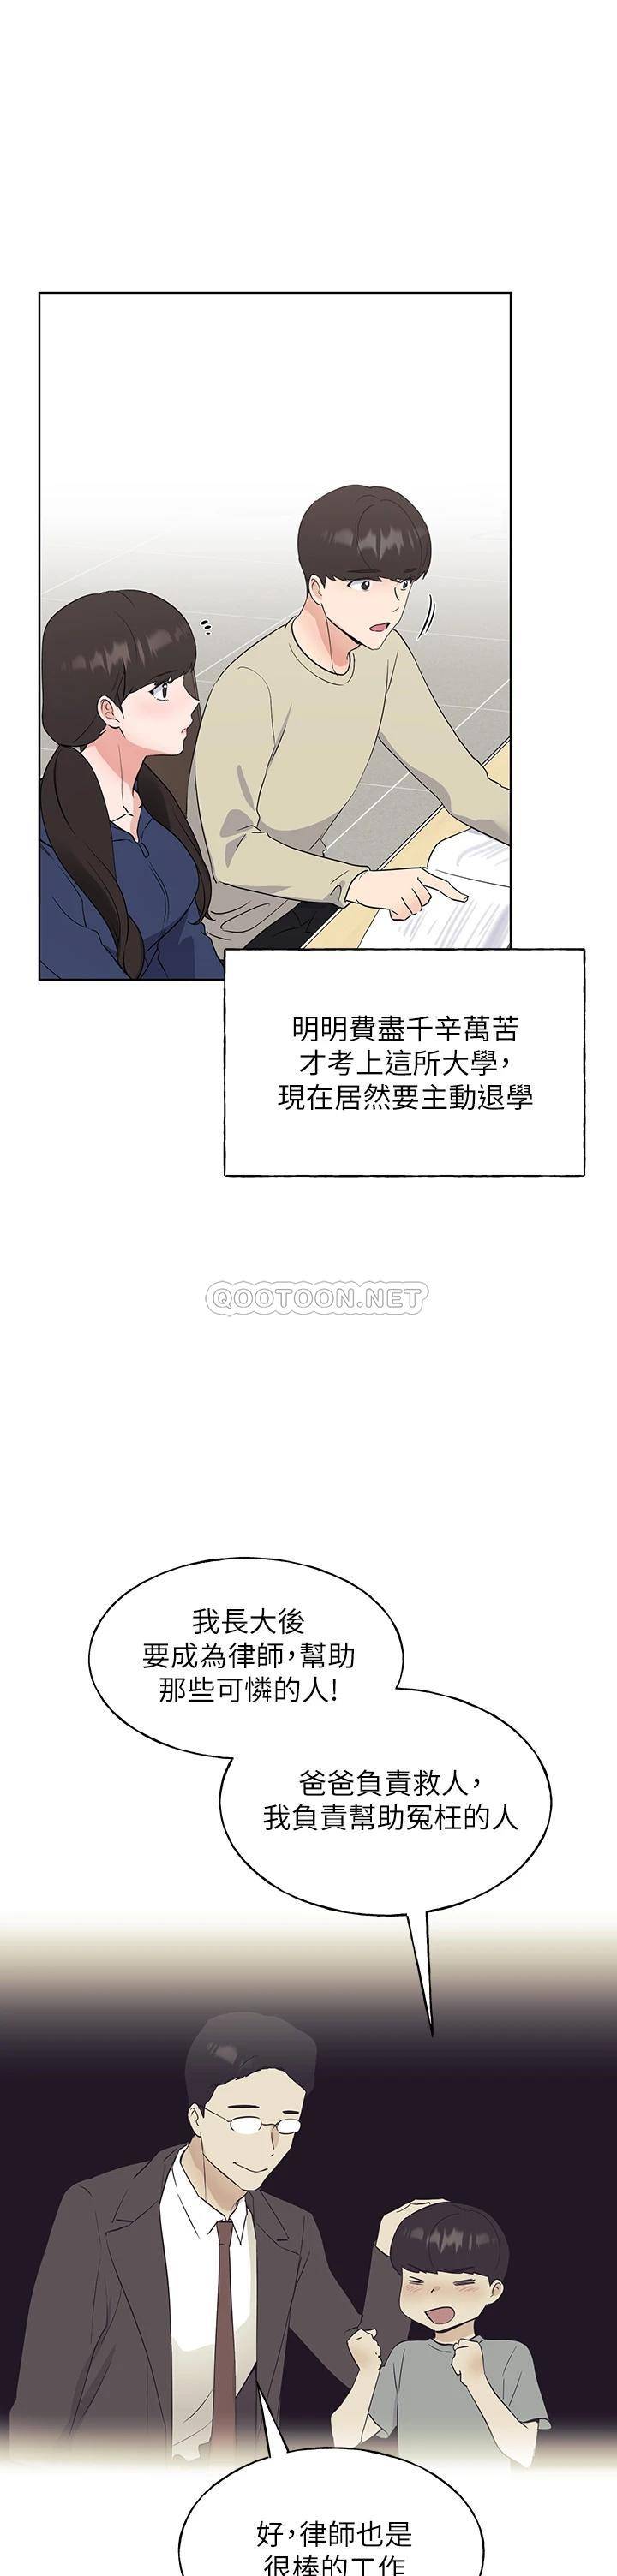 明明費盡千辛萬苦
才考上這所大學,
現在居然要主動退學
QOOTOON.NET
我長大後
要成為律師,幫助
那些可憐的人!
爸爸負責救人,
我負責幫助冤枉的人
好,律師也是
很棒的工作